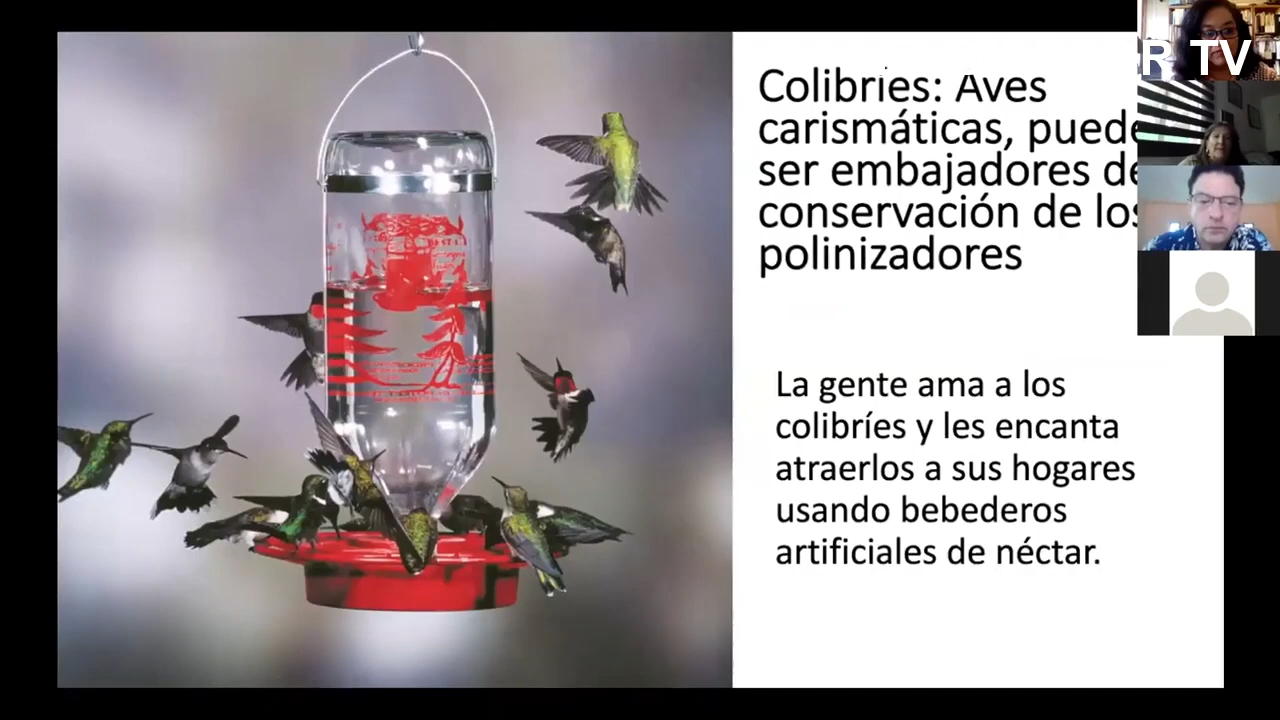 Colibríes: Aves
carismáticas, puede
ser embajadores de
conservación de los
polinizadores
La gente ama a los
colibríes y les encanta
atraerlos a sus hogares
usando bebederos
artificiales de néctar.
R TV